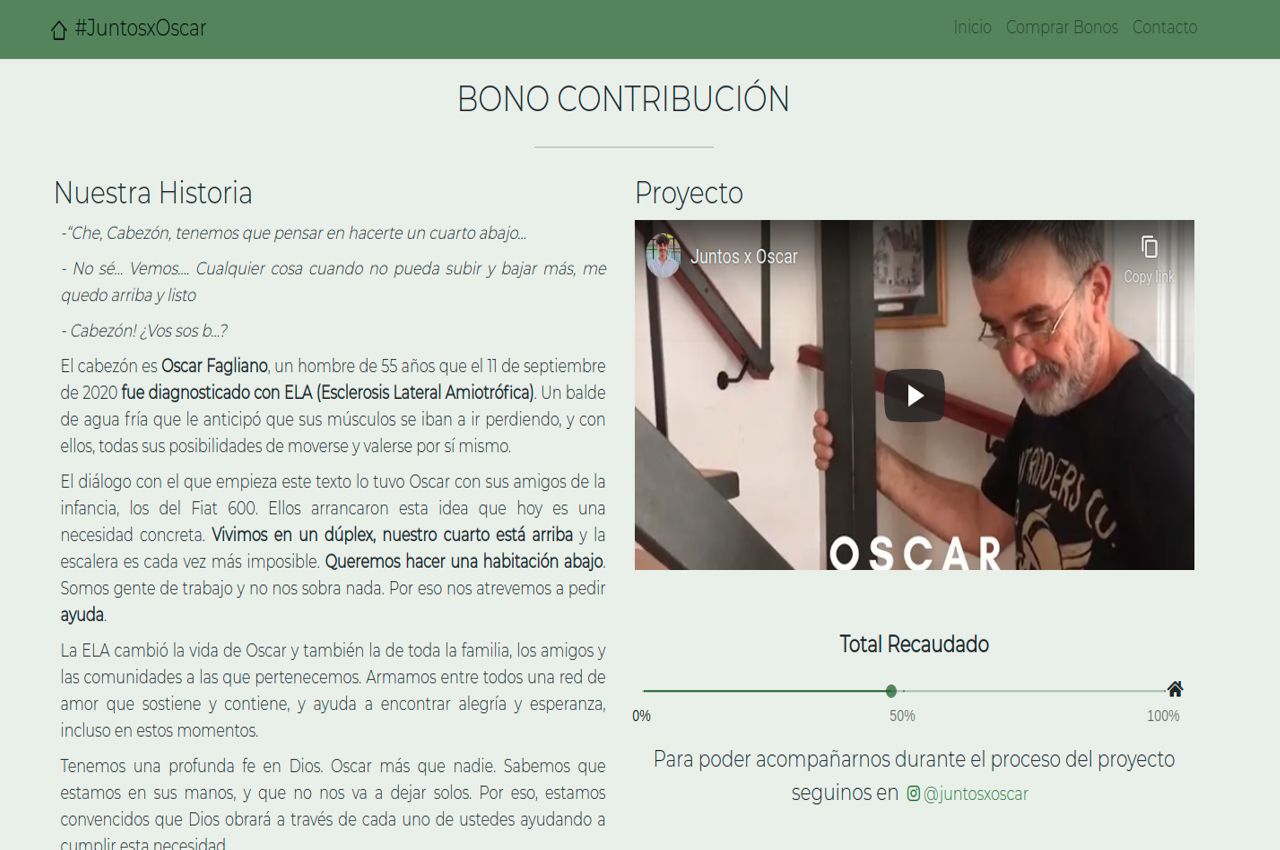 #JuntosxOscar
Inicio Comprar Bonos Contacto
BONO CONTRIBUCIÓN
Nuestra Historia
-"Che, Cabezón, tenemos que pensar en hacerte un cuarto abajo...
- No sé... Vemos.... Cualquier cosa cuando no pueda subir y bajar más, me
quedo arriba y listo
- Cabezón! ¿Vos sos b...?
El cabezón es Oscar Fagliano, un hombre de 55 años que el 11 de septiembre
de 2020 fue diagnosticado con ELA (Esclerosis Lateral Amiotrófica). Un balde
de agua fría que le anticipó que sus músculos se iban a ir perdiendo, y con
ellos, todas sus posibilidades de moverse y valerse por sí mismo.
El diálogo con el que empieza este texto lo tuvo Oscar con sus amigos de la
infancia, los del Fiat 600. Ellos arrancaron esta idea que hoy es una
necesidad concreta. Vivimos en un dúplex, nuestro cuarto está arriba y la
escalera es cada vez más imposible. Queremos hacer una habitación abajo.
Somos gente de trabajo y no nos sobra nada. Por eso nos atrevemos a pedir
ayuda.
La ELA cambió la vida de Oscar y también la de toda la familia, los amigos y
las comunidades a las que pertenecemos. Armamos entre todos una red de
amor que sostiene y contiene, y ayuda a encontrar alegría y esperanza,
incluso en estos momentos.
Tenemos una profunda fe en Dios. Oscar más que nadie. Sabemos que
estamos en sus manos, y que no nos va a dejar solos. Por eso, estamos
convencidos que Dios obrará a través de cada uno de ustedes ayudando a
cumplir esta necesidad.
Proyecto
Juntos x Oscar
Copy link
OSCAR
Total Recaudado
0% 50% 100%
Para poder acompañarnos durante el proceso del proyecto
seguinos en @juntosxoscar